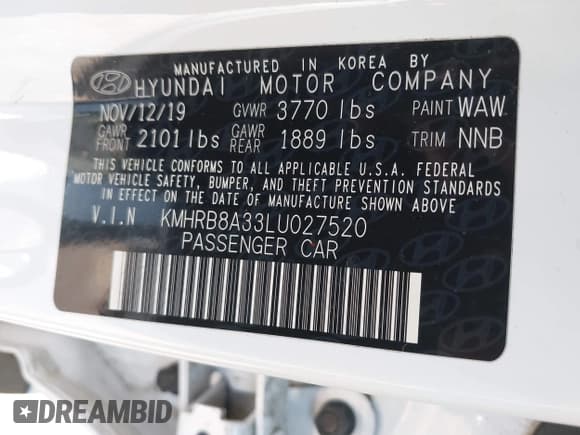 MANUFACTURED IN KOREA BY
HYUNDAI MOTOR COMPANY
NOV/12/19 GVWR 3770 lbs PAINT WAW
GAWR FRONT 2101 lbs GAWR REAR 1889 lbs TRIM NNB
THIS VEHICLE CONFORMS TO ALL APPLICABLE U.S.A. FEDERAL
MOTOR VEHICLE SAFETY, BUMPER, AND THEFT PREVENTION STANDARDS
IN EFFECT ON THE DATE OF MANUFACTURE SHOWN ABOVE
V.I.N KMHRB8A33LU027520
PASSENGER CAR
DREAMBID